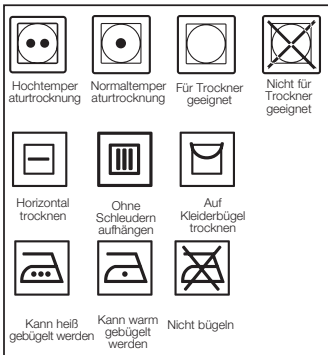 Hochtemper
aturtrocknung
Normaltemper
aturtrocknung
Für Trockner
geeignet
Nicht für
Trockner
geeignet
Horizontal
trocknen
Ohne
Schleudern
aufhängen
Auf
Kleiderbügel
trocknen
Kann heiß
gebügelt werden
Kann warm
gebügelt
werden
Nicht bügeln